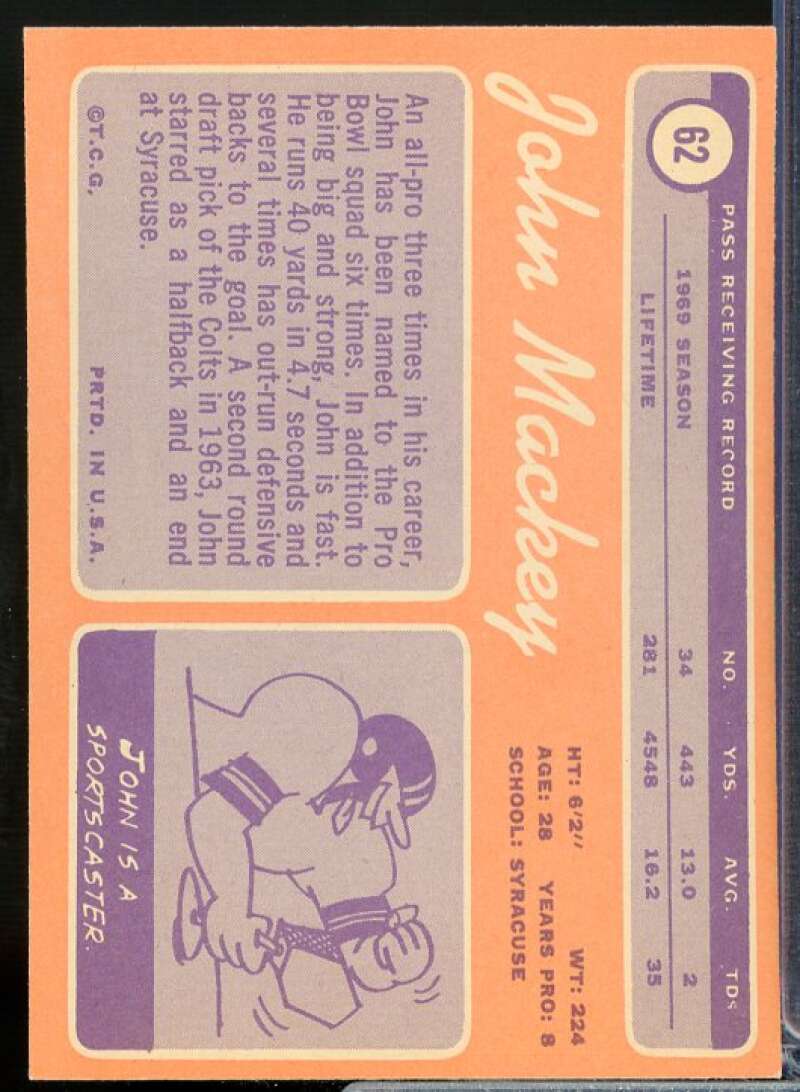 62
PASS RECEIVING RECORD NO. YDS. AVG. TDS
1969 SEASON 34 443 13.0 2
LIFETIME 281 4548 16.2 35
John Mackey
HT: 6'2" WT: 224
AGE: 28 YEARS PRO: 8
SCHOOL: SYRACUSE
An all-pro three times in his career,
John has been named to the Pro
Bowl squad six times. In addition to
being big and strong, John is fast.
He runs 40 yards in 4.7 seconds and
several times has out-run defensive
backs to the goal. A second round
draft pick of the Colts in 1963, John
starred as a halfback and an end
at Syracuse.
©T.C.G. PRTD. IN U.S.A.
JOHN IS A
SPORTSCASTER.